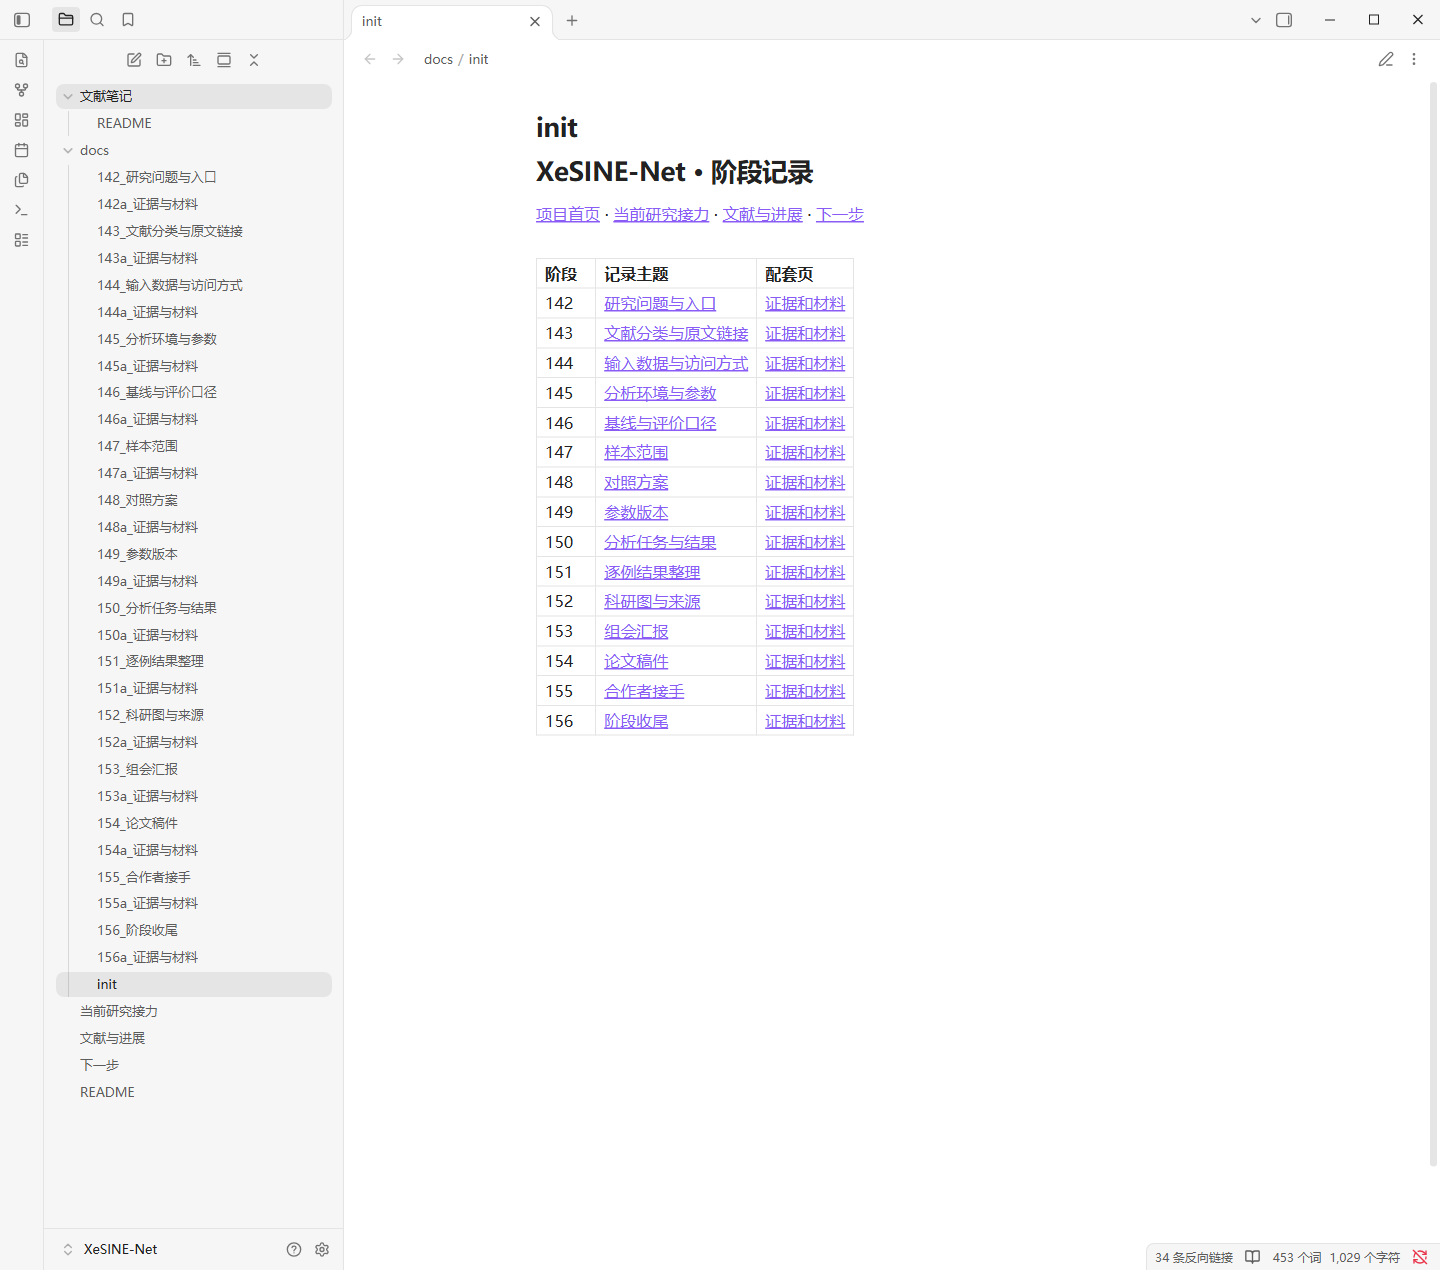 init
docs / init
文献笔记
README
docs
142_研究问题与入口
142a_证据与材料
143_文献分类与原文链接
143a_证据与材料
144_输入数据与访问方式
144a_证据与材料
145_分析环境与参数
145a_证据与材料
146_基线与评价口径
146a_证据与材料
147_样本范围
147a_证据与材料
148_对照方案
148a_证据与材料
149_参数版本
149a_证据与材料
150_分析任务与结果
150a_证据与材料
151_逐例结果整理
151a_证据与材料
152_科研图与来源
152a_证据与材料
153_组会汇报
153a_证据与材料
154_论文稿件
154a_证据与材料
155_合作者接手
155a_证据与材料
156_阶段收尾
156a_证据与材料
init
当前研究接力
文献与进展
下一步
README
XeSINE-Net
init
XeSINE-Net • 阶段记录
项目首页 · 当前研究接力 · 文献与进展 · 下一步
阶段 记录主题 配套页
142 研究问题与入口 证据和材料
143 文献分类与原文链接 证据和材料
144 输入数据与访问方式 证据和材料
145 分析环境与参数 证据和材料
146 基线与评价口径 证据和材料
147 样本范围 证据和材料
148 对照方案 证据和材料
149 参数版本 证据和材料
150 分析任务与结果 证据和材料
151 逐例结果整理 证据和材料
152 科研图与来源 证据和材料
153 组会汇报 证据和材料
154 论文稿件 证据和材料
155 合作者接手 证据和材料
156 阶段收尾 证据和材料
34 条反向链接 453 个词 1,029 个字符